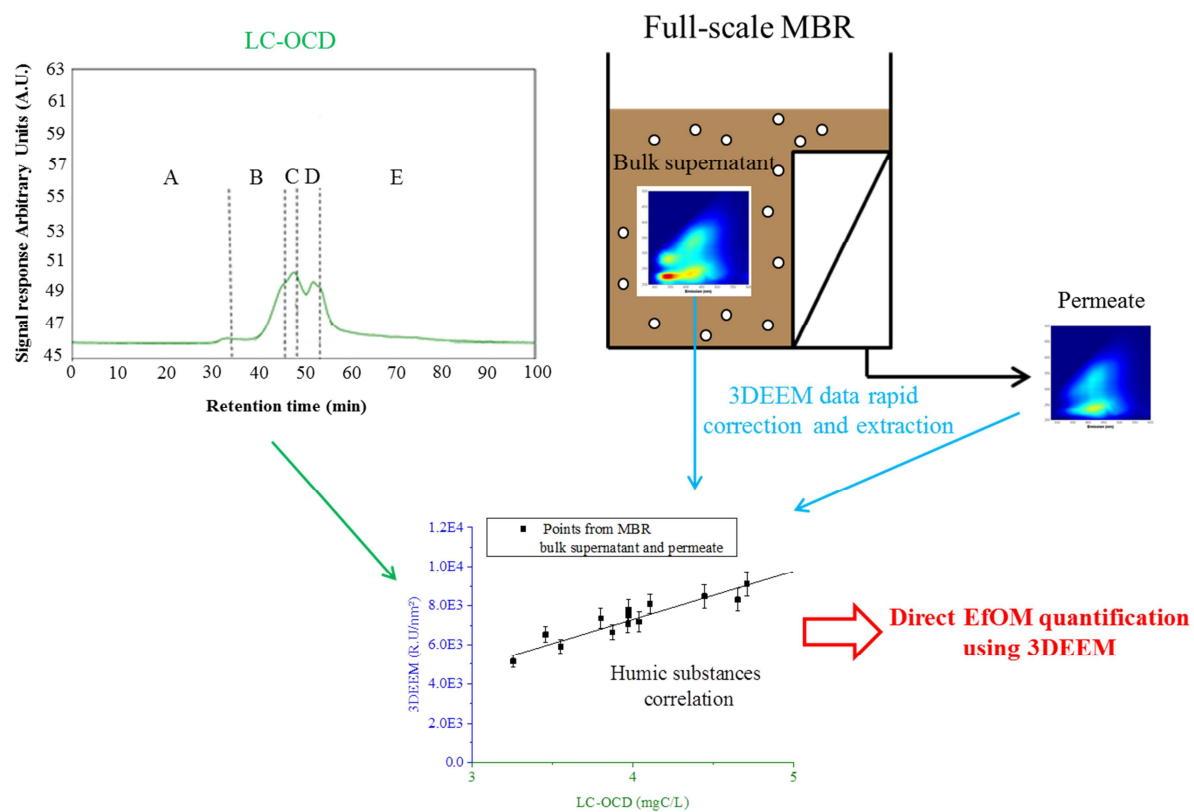 LC-OCD
Signal response Arbitrary Units (A.U.)
63
61
59
57
55
53
51
49
47
45
A B C D E
0 10 20 30 40 50 60 70 80 90 100
Retention time (min)
Full-scale MBR
Bulk supernatant
Emission (nm)
Permeate
Emission (nm)
3DEEM data rapid
correction and extraction
3DEEM (R.U/nm²)
1.2E4
1.0E4
8.0E3
6.0E3
4.0E3
2.0E3
0.0
Points from MBR
bulk supernatant and permeate
Humic substances
correlation
3 4 5
LC-OCD (mgC/L)
Direct EfOM quantification
using 3DEEM